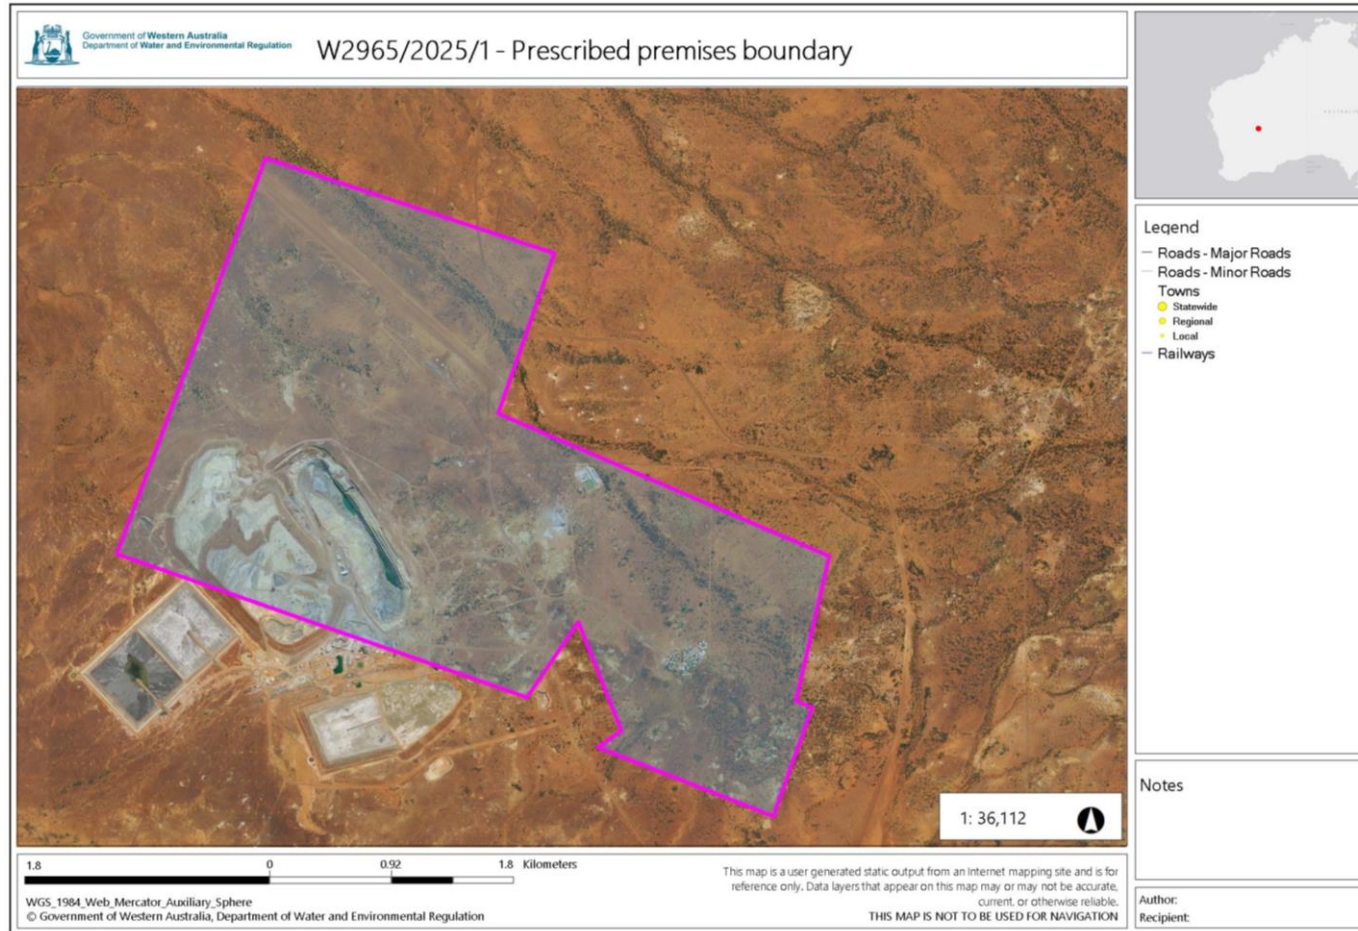 Government of Western Australia
Department of Water and Environmental Regulation
W2965/2025/1 - Prescribed premises boundary
Legend
Roads - Major Roads
Roads - Minor Roads
Towns
Statewide
Regional
Local
Railways
Notes
1: 36,112
1.8 0 0.92 1.8 Kilometers
WGS_1984_Web_Mercator_Auxiliary_Sphere
© Government of Western Australia, Department of Water and Environmental Regulation
This map is a user generated static output from an Internet mapping site and is for
reference only. Data layers that appear on this map may or may not be accurate,
current, or otherwise reliable.
THIS MAP IS NOT TO BE USED FOR NAVIGATION
Author:
Recipient: